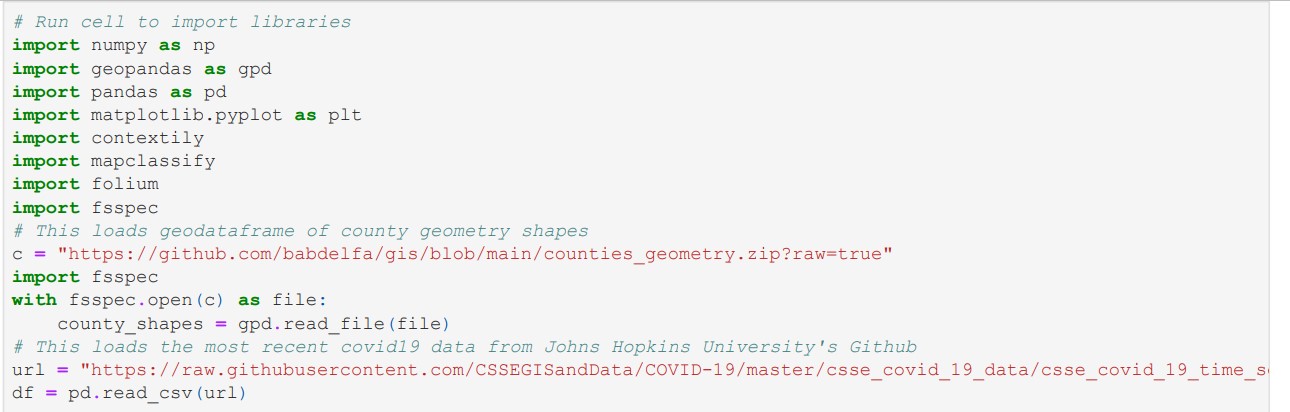 # Run cell to import libraries
import numpy as np
import geopandas as gpd
import pandas as pd
import matplotlib.pyplot as plt
import contextily
import mapclassify
import folium
import fsspec
# This loads geodataframe of county geometry shapes
c = "https://github.com/babdelfa/gis/blob/main/counties_geometry.zip?raw=true"
import fsspec
with fsspec.open(c) as file:
    county_shapes = gpd.read_file(file)
# This loads the most recent covid19 data from Johns Hopkins University's Github
url = "https://raw.githubusercontent.com/CSSEGISandData/COVID-19/master/csse_covid_19_data/csse_covid_19_time_s
df = pd.read_csv(url)